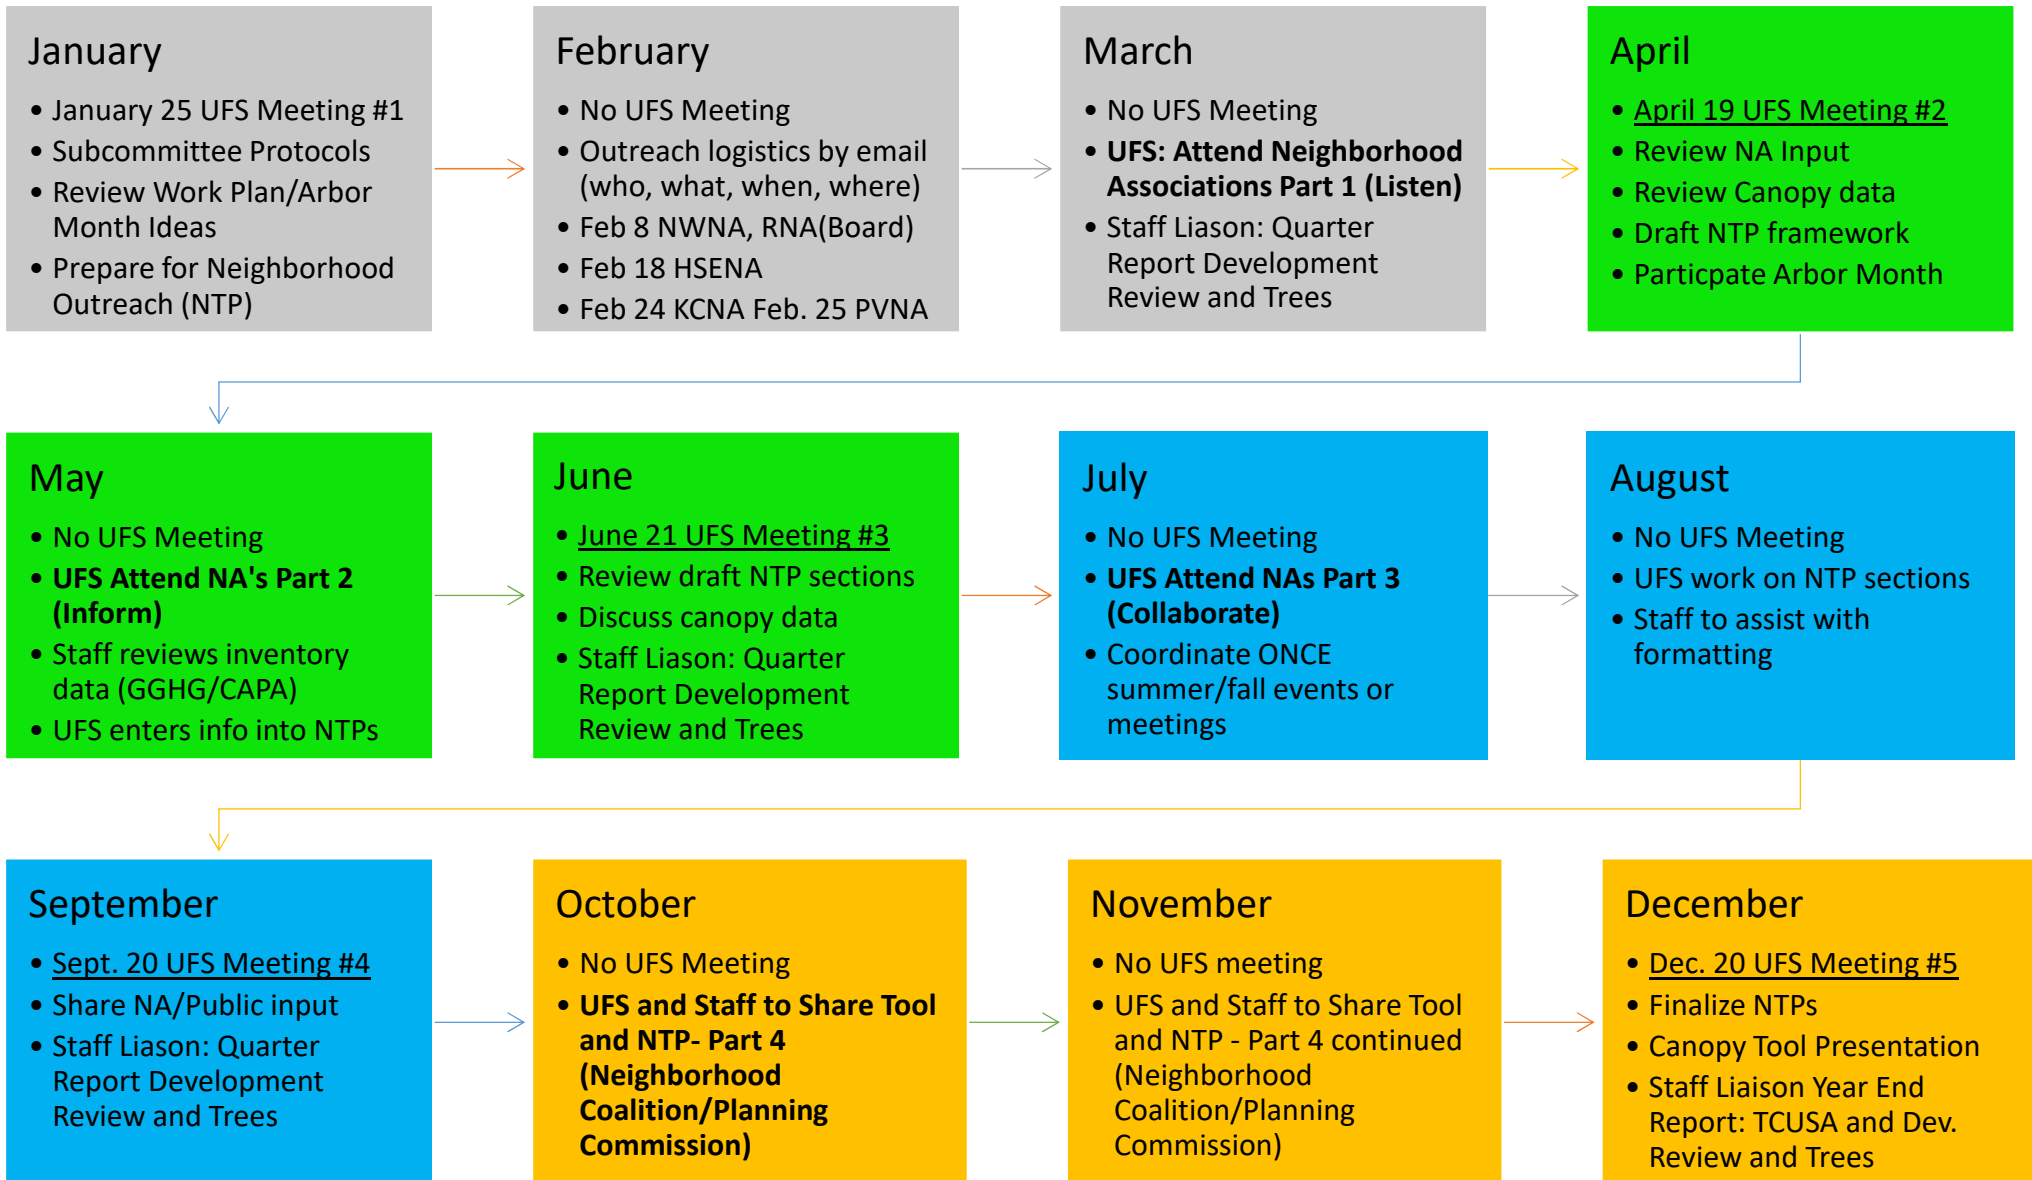 January
• January 25 UFS Meeting #1
• Subcommittee Protocols
• Review Work Plan/Arbor
Month Ideas
• Prepare for Neighborhood
Outreach (NTP)
February
• No UFS Meeting
• Outreach logistics by email
(who, what, when, where)
• Feb 8 NWNA, RNA(Board)
• Feb 18 HSENA
• Feb 24 KCNA Feb. 25 PVNA
March
• No UFS Meeting
• UFS: Attend Neighborhood
Associations Part 1 (Listen)
• Staff Liason: Quarter
Report Development
Review and Trees
April
• April 19 UFS Meeting #2
• Review NA Input
• Review Canopy data
• Draft NTP framework
• Particpate Arbor Month
May
• No UFS Meeting
• UFS Attend NA's Part 2
(Inform)
• Staff reviews inventory
data (GGHG/CAPA)
• UFS enters info into NTPs
June
• June 21 UFS Meeting #3
• Review draft NTP sections
• Discuss canopy data
• Staff Liason: Quarter
Report Development
Review and Trees
July
• No UFS Meeting
• UFS Attend NAs Part 3
(Collaborate)
• Coordinate ONCE
summer/fall events or
meetings
August
• No UFS Meeting
• UFS work on NTP sections
• Staff to assist with
formatting
September
• Sept. 20 UFS Meeting #4
• Share NA/Public input
• Staff Liason: Quarter
Report Development
Review and Trees
October
• No UFS Meeting
• UFS and Staff to Share Tool
and NTP- Part 4
(Neighborhood
Coalition/Planning
Commission)
November
• No UFS meeting
• UFS and Staff to Share Tool
and NTP - Part 4 continued
(Neighborhood
Coalition/Planning
Commission)
December
• Dec. 20 UFS Meeting #5
• Finalize NTPs
• Canopy Tool Presentation
• Staff Liaison Year End
Report: TCUSA and Dev.
Review and Trees